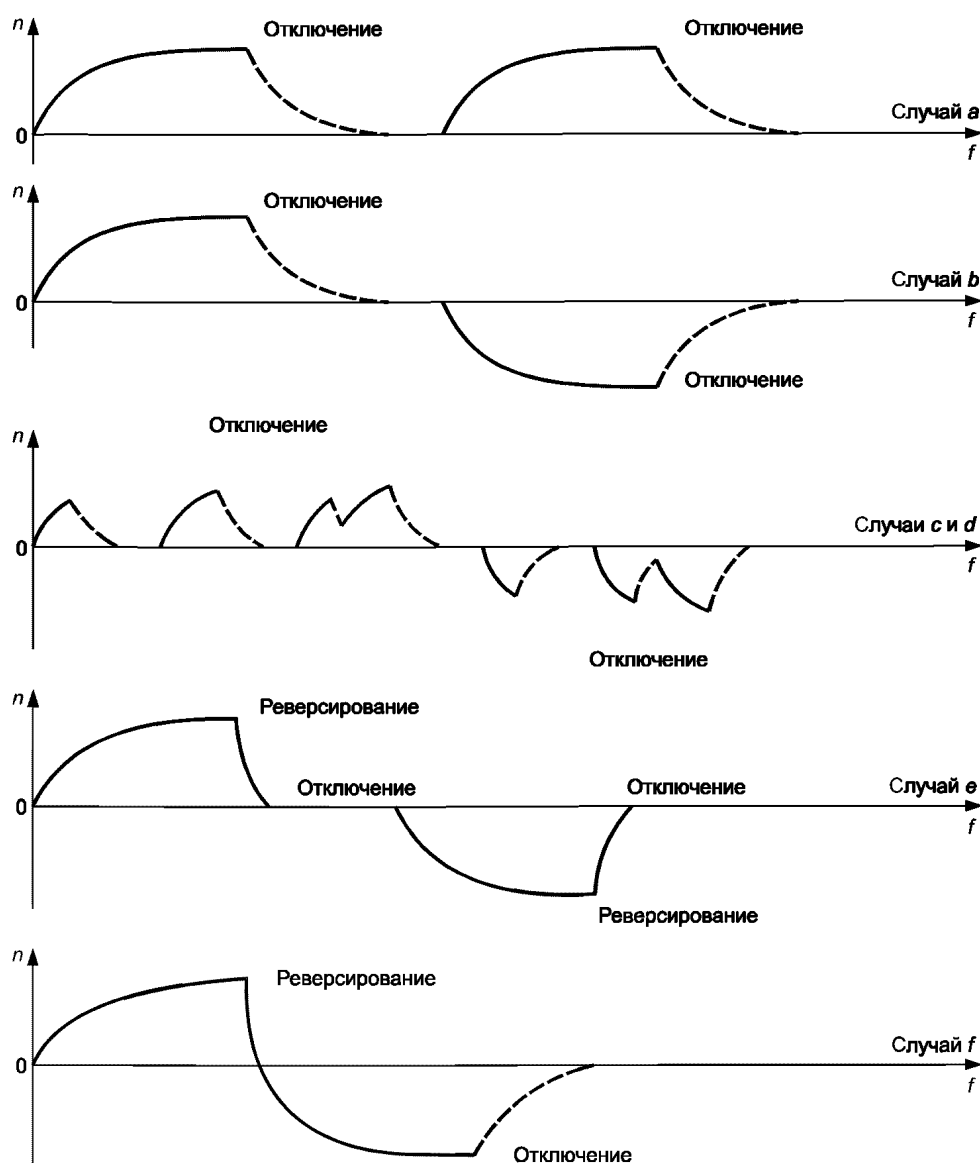 n
Отключение
Отключение
0
Случай a
f
n
Отключение
0
Случай b
f
Отключение
Отключение
n
0
Случаи c и d
f
Отключение
n
Реверсирование
Отключение
Отключение
0
Случай e
f
Реверсирование
n
Реверсирование
0
Случай f
f
Отключение